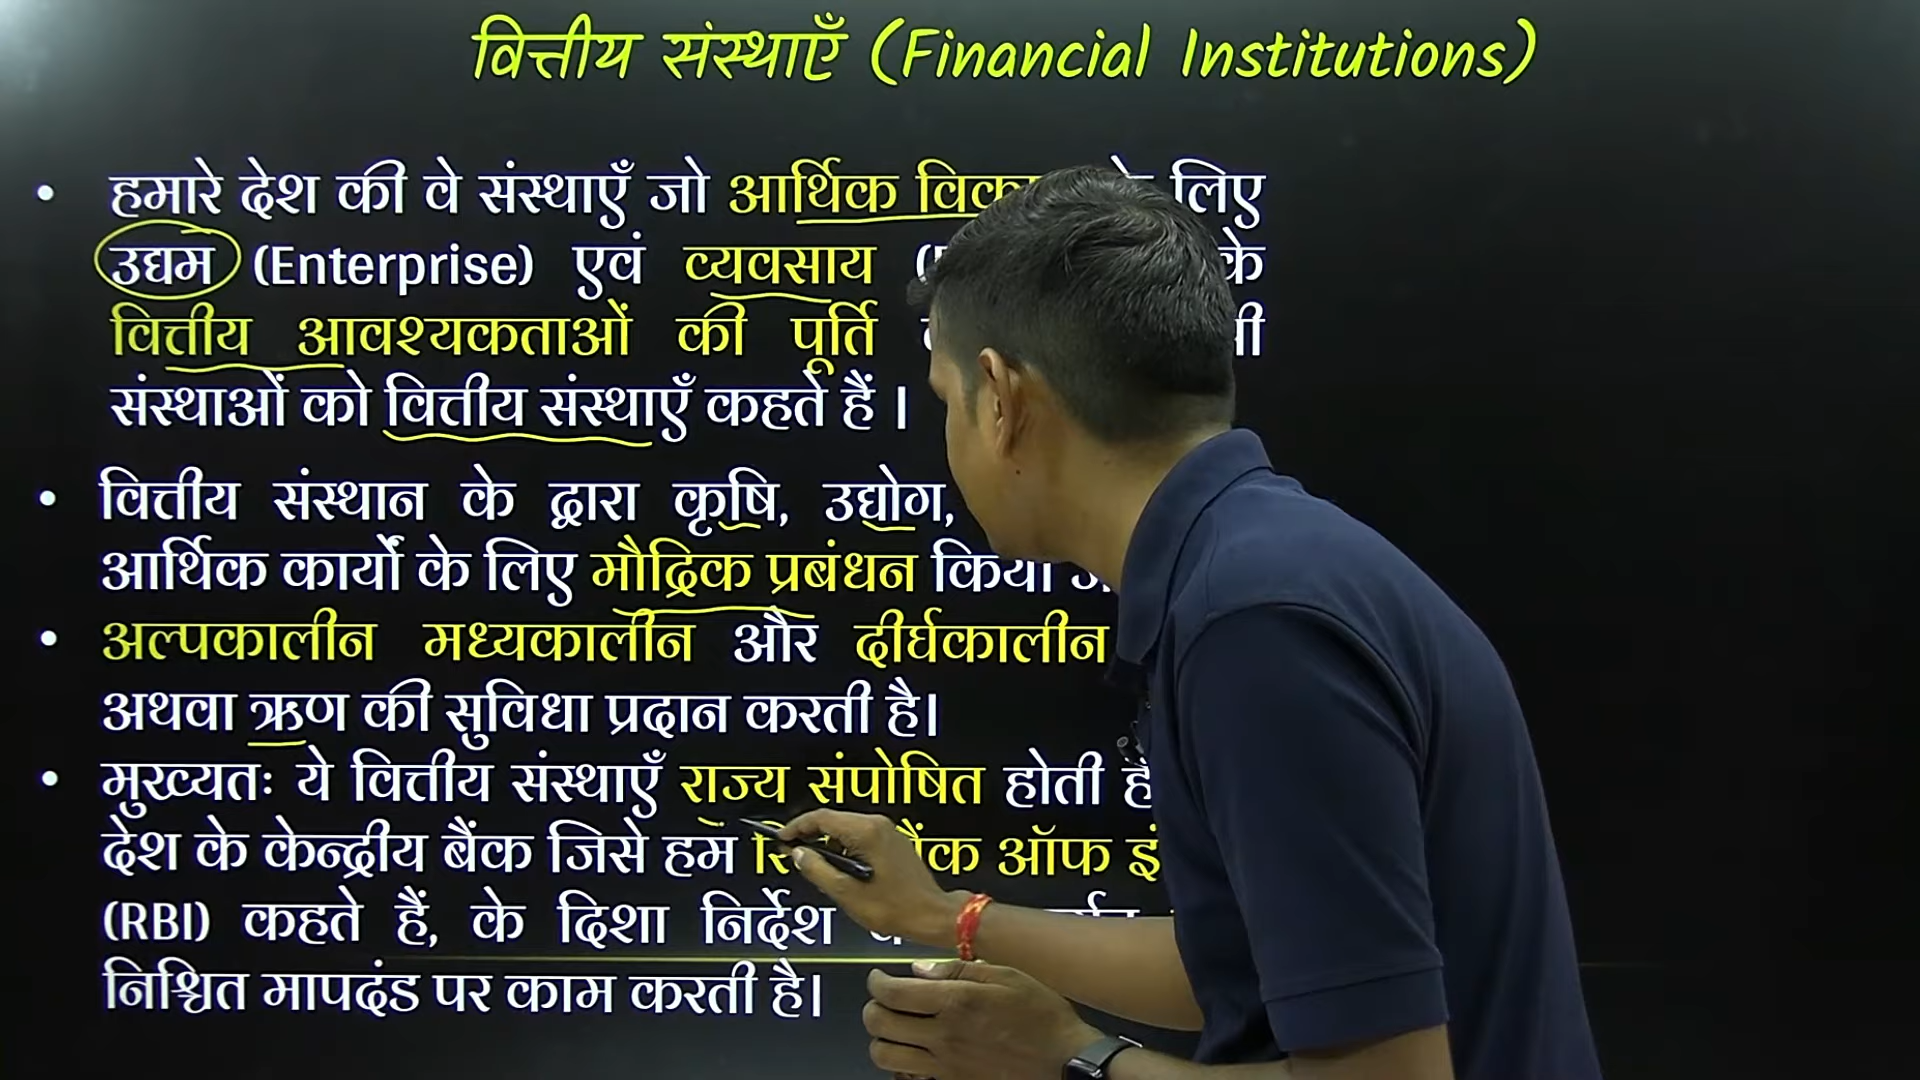 वित्तीय संस्थाएँ (Financial Institutions)
• हमारे देश की वे संस्थाएँ जो आर्थिक लिए
उद्यम (Enterprise) एवं व्यवसाय के
वित्तीय आवश्यकताओं की पूर्ति
संस्थाओं को वित्तीय संस्थाएँ कहते हैं ।
• वित्तीय संस्थान के द्वारा कृषि, उद्योग,
आर्थिक कार्यों के लिए मौद्रिक प्रबंधन किया
• अल्पकालीन मध्यकालीन और दीर्घकालीन
अथवा ऋण की सुविधा प्रदान करती है।
• मुख्यतः ये वित्तीय संस्थाएँ राज्य संपोषित होती
देश के केन्द्रीय बैंक जिसे हम ऑफ
(RBI) कहते हैं, के दिशा निर्देश
निश्चित मापदंड पर काम करती है।